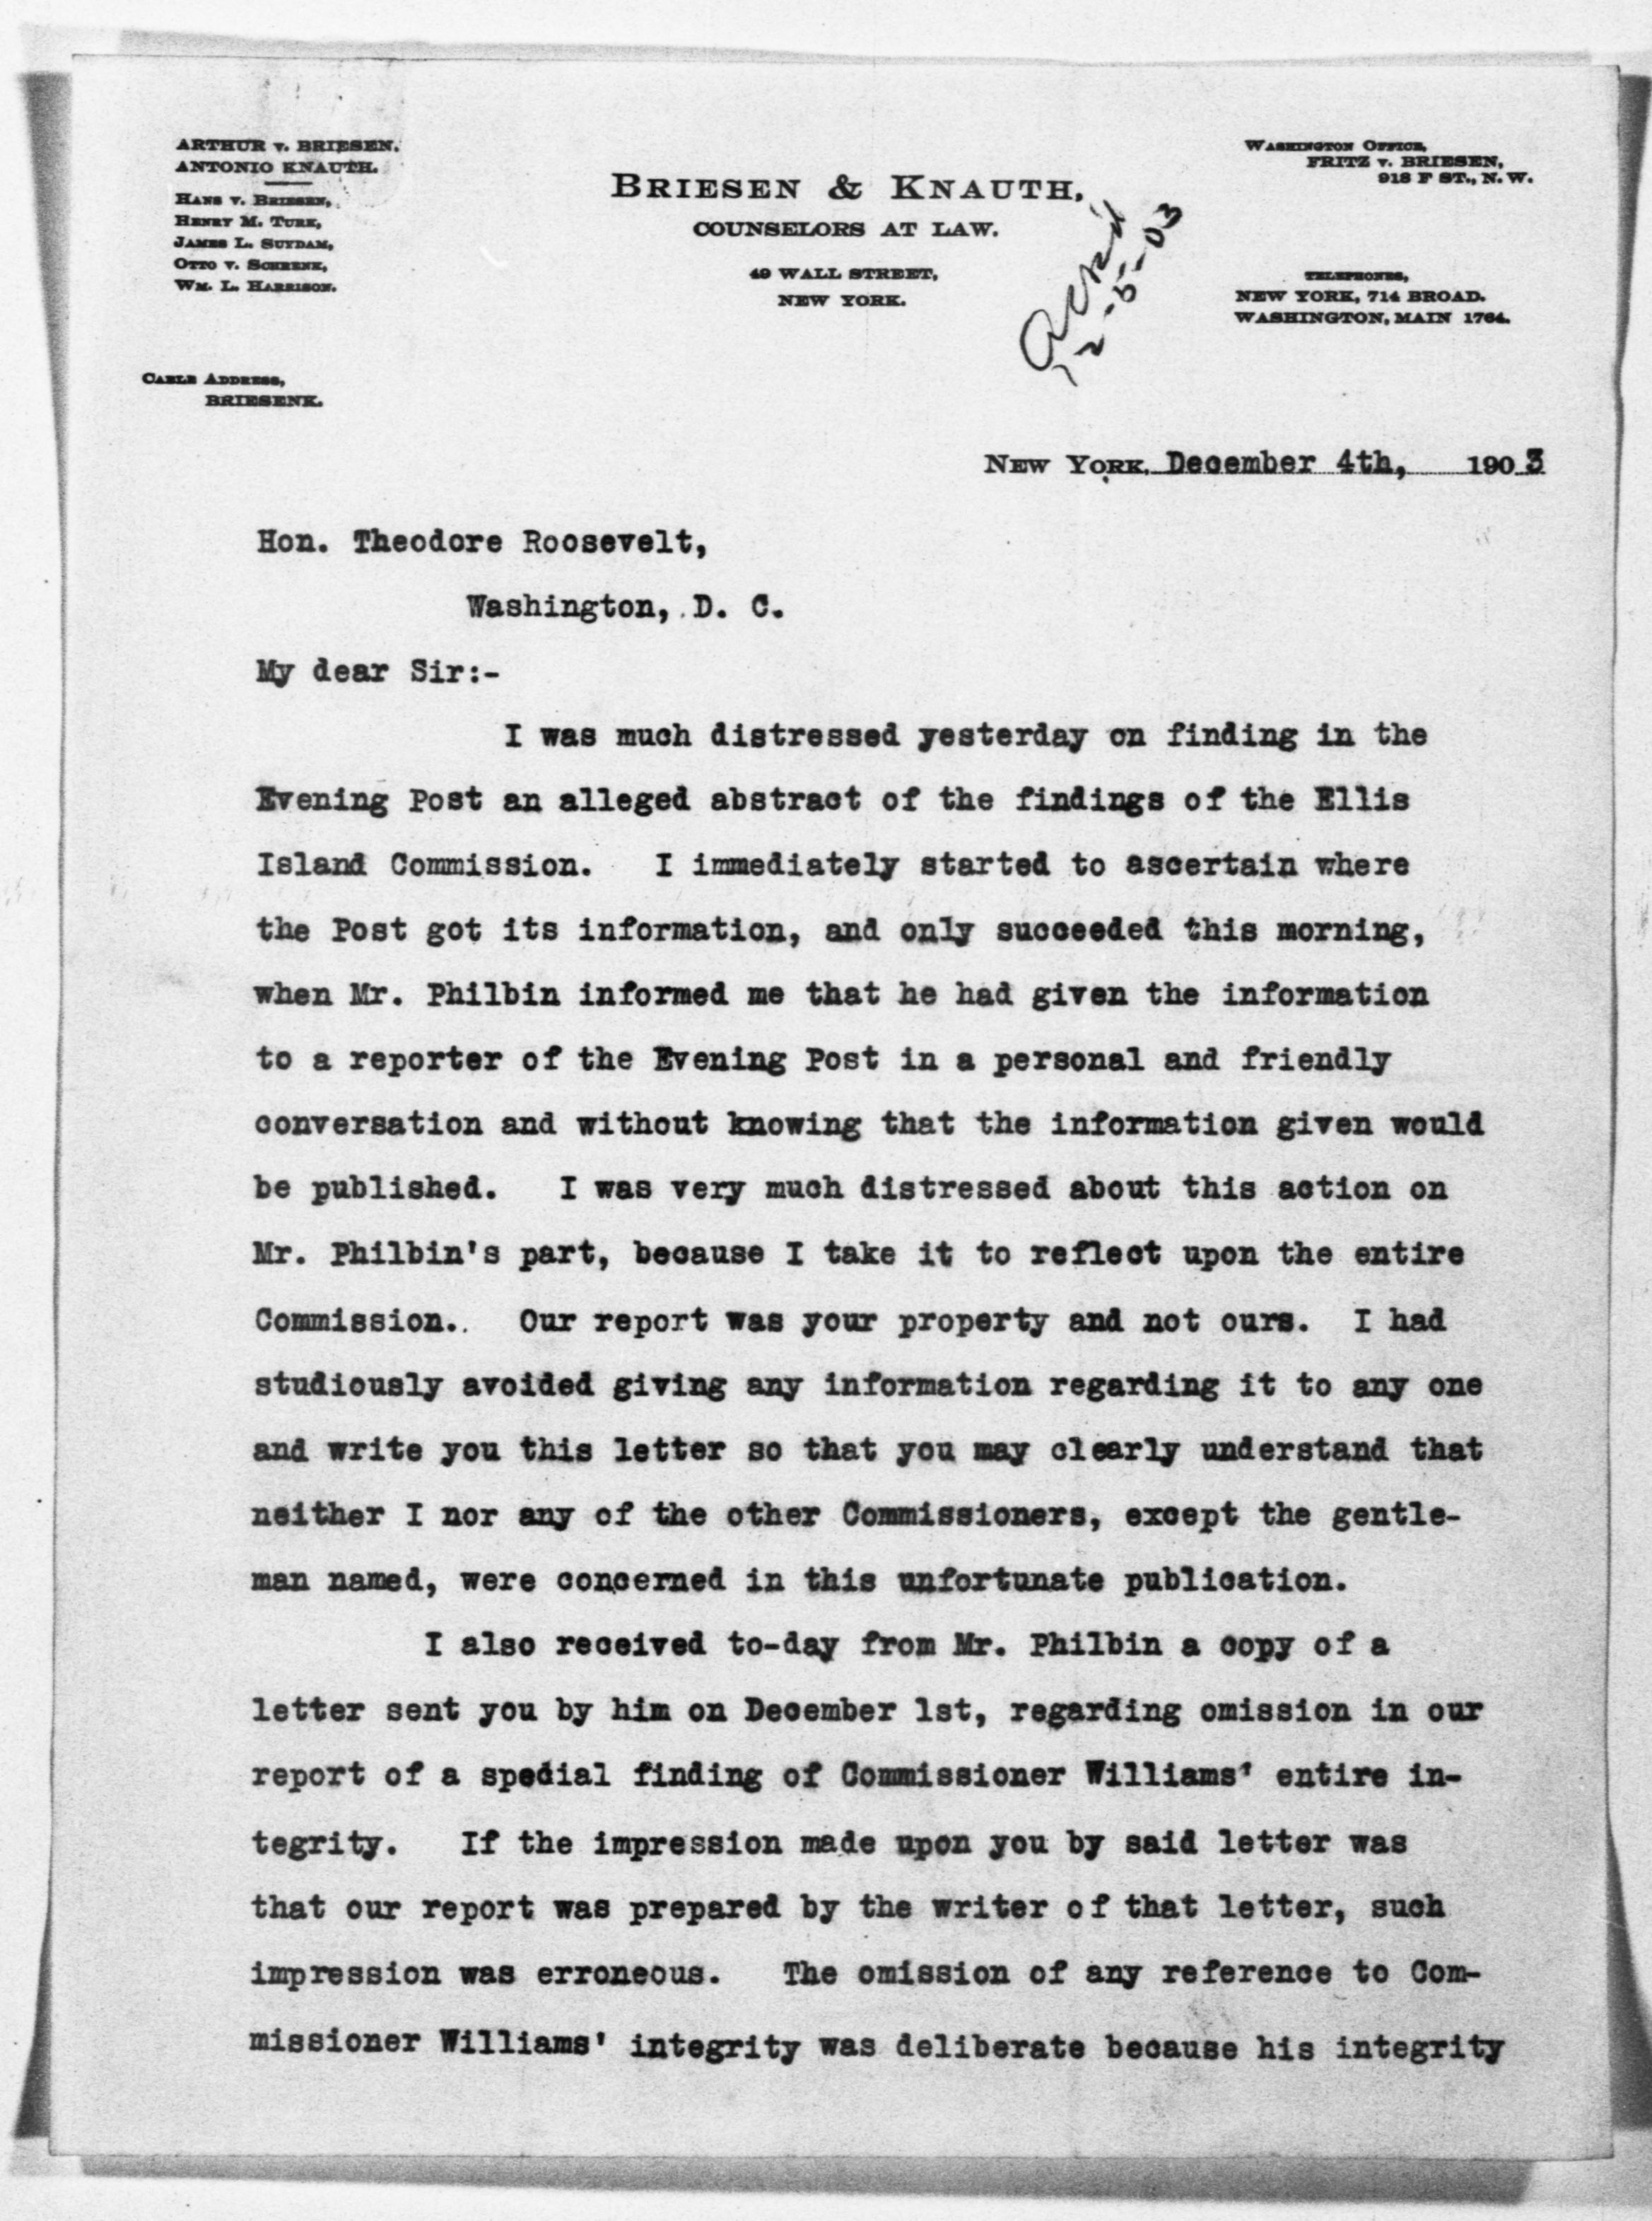 ARTHUR v. BRIESEN.
ANTONIO KNAUTH.
HANS v. BRIESEN,
HENRY M. TURK,
JAMES L. SUYDAM,
OTTO v. SCHRENK,
WM. L. HARRISON.
CABLE ADDRESS,
BRIESENK.
BRIESEN & KNAUTH,
COUNSELORS AT LAW.
49 WALL STREET,
NEW YORK.
Ack'd
12-5-03
WASHINGTON OFFICE,
FRITZ v. BRIESEN,
918 F ST., N. W.
TELEPHONES,
NEW YORK, 714 BROAD.
WASHINGTON, MAIN 1764.
NEW YORK, December 4th, 1903
Hon. Theodore Roosevelt,
Washington, D. C.
My dear Sir:-
I was much distressed yesterday on finding in the
Evening Post an alleged abstract of the findings of the Ellis
Island Commission. I immediately started to ascertain where
the Post got its information, and only succeeded this morning,
when Mr. Philbin informed me that he had given the information
to a reporter of the Evening Post in a personal and friendly
conversation and without knowing that the information given would
be published. I was very much distressed about this action on
Mr. Philbin's part, because I take it to reflect upon the entire
Commission. Our report was your property and not ours. I had
studiously avoided giving any information regarding it to any one
and write you this letter so that you may clearly understand that
neither I nor any of the other Commissioners, except the gentle-
man named, were concerned in this unfortunate publication.
I also received to-day from Mr. Philbin a copy of a
letter sent you by him on December 1st, regarding omission in our
report of a special finding of Commissioner Williams' entire in-
tegrity. If the impression made upon you by said letter was
that our report was prepared by the writer of that letter, such
impression was erroneous. The omission of any reference to Com-
missioner Williams' integrity was deliberate because his integrity